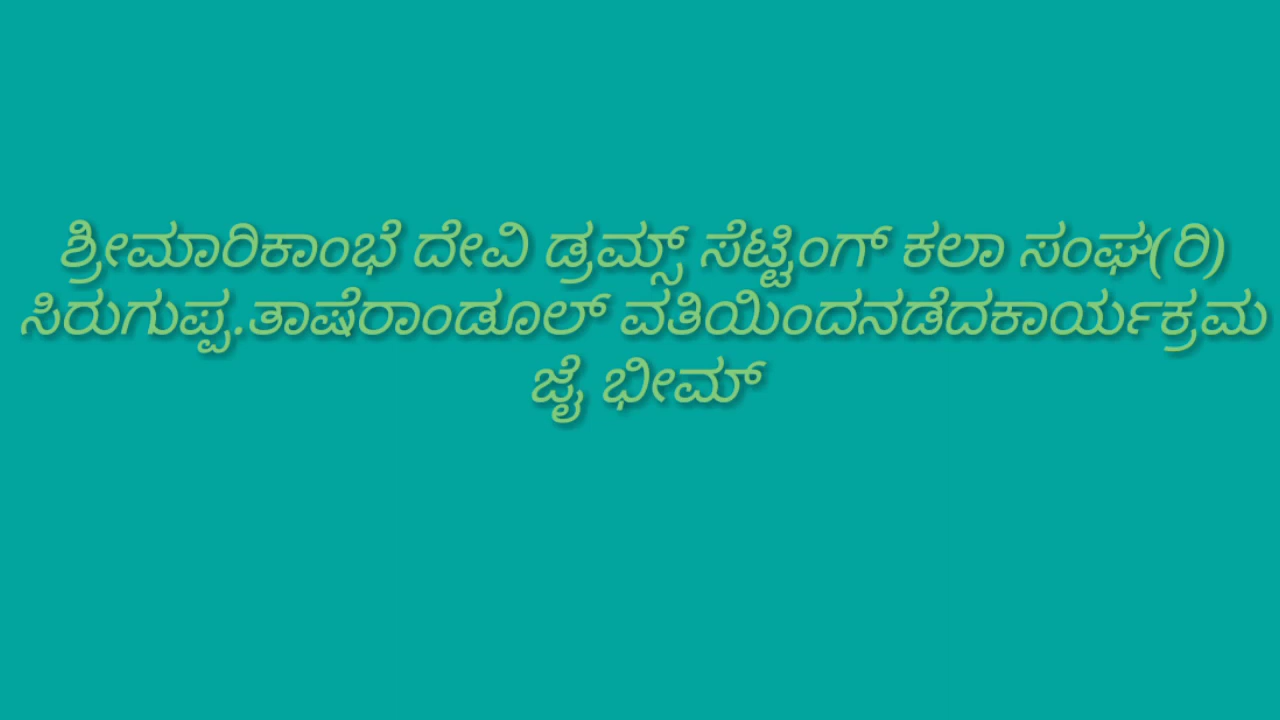 ಶ್ರೀಮಾರಿಕಾಂಭೆ ದೇವಿ ಡ್ರಮ್ಸ್ ಸೆಟ್ಟಿಂಗ್ ಕಲಾ ಸಂಘ(ರಿ)
ಸಿರುಗುಪ್ಪ.ತಾಷೆರಾಂಡೂಲ್ ವತಿಯಿಂದನಡೆದಕಾರ್ಯಕ್ರಮ
ಜೈ ಭೀಮ್